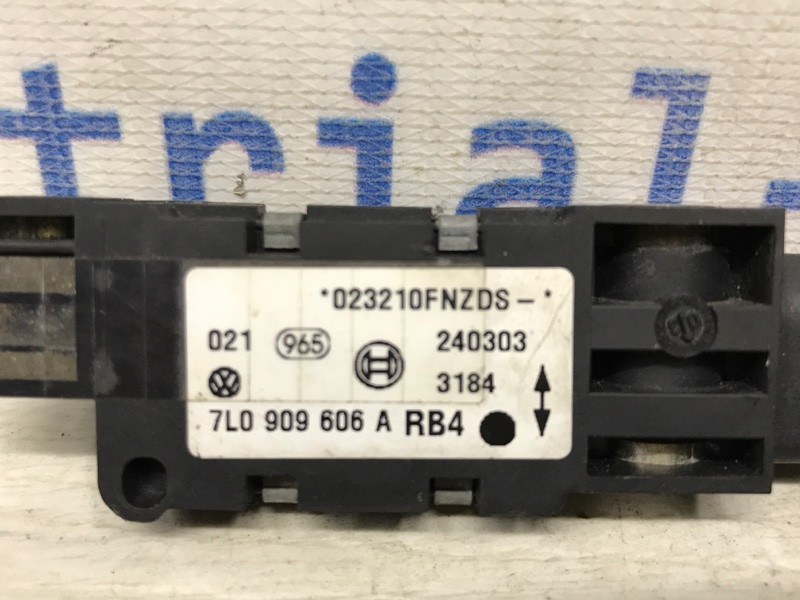 trial.
*023210FNZDS-*
021 965 240303
3184
7L0 909 606 A RB4